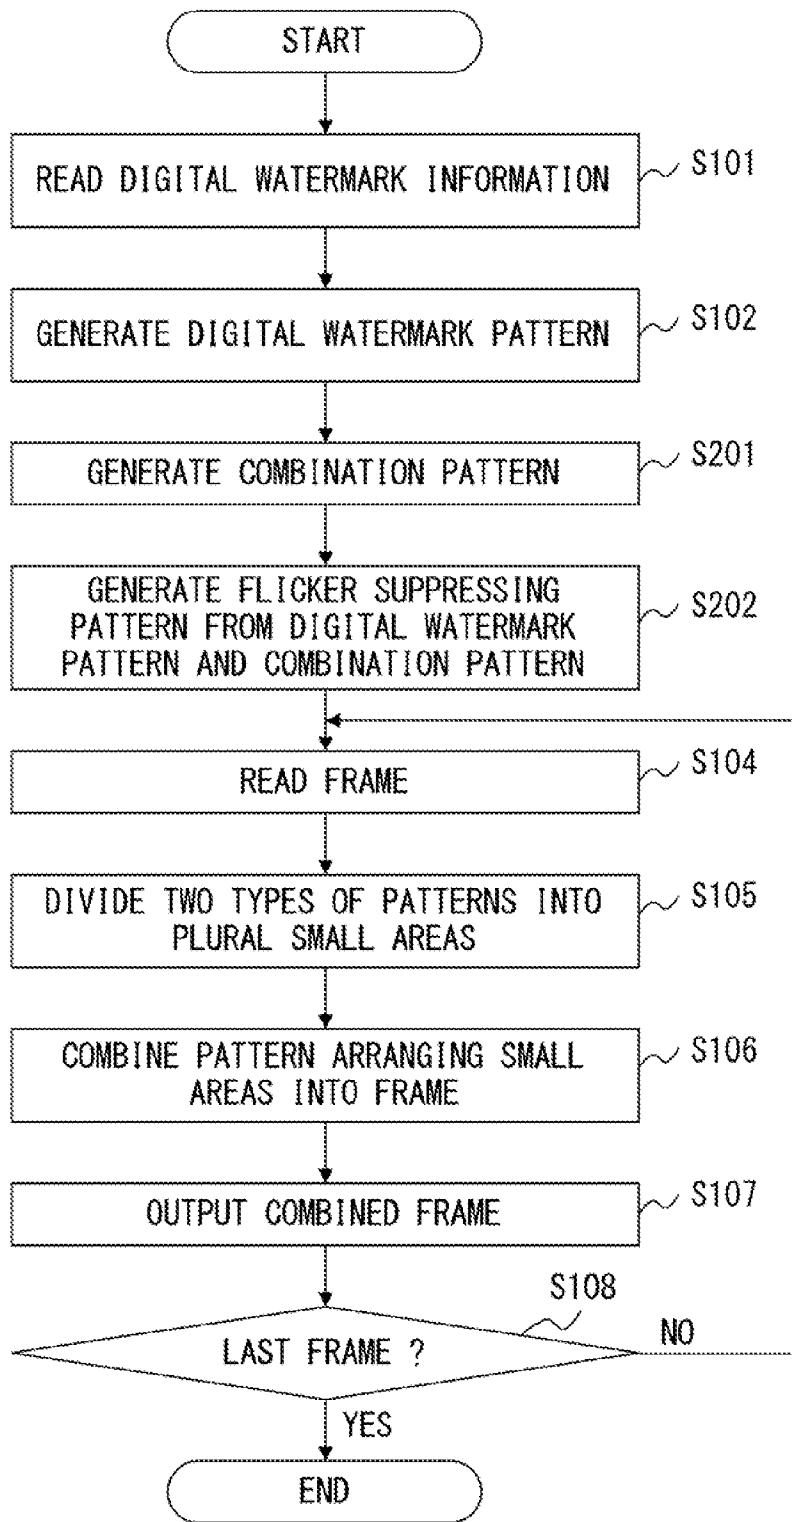 START
READ DIGITAL WATERMARK INFORMATION
S101
GENERATE DIGITAL WATERMARK PATTERN
S102
GENERATE COMBINATION PATTERN
S201
GENERATE FLICKER SUPPRESSING
PATTERN FROM DIGITAL WATERMARK
PATTERN AND COMBINATION PATTERN
S202
READ FRAME
S104
DIVIDE TWO TYPES OF PATTERNS INTO
PLURAL SMALL AREAS
S105
COMBINE PATTERN ARRANGING SMALL
AREAS INTO FRAME
S106
OUTPUT COMBINED FRAME
S107
S108
LAST FRAME ?
NO
YES
END